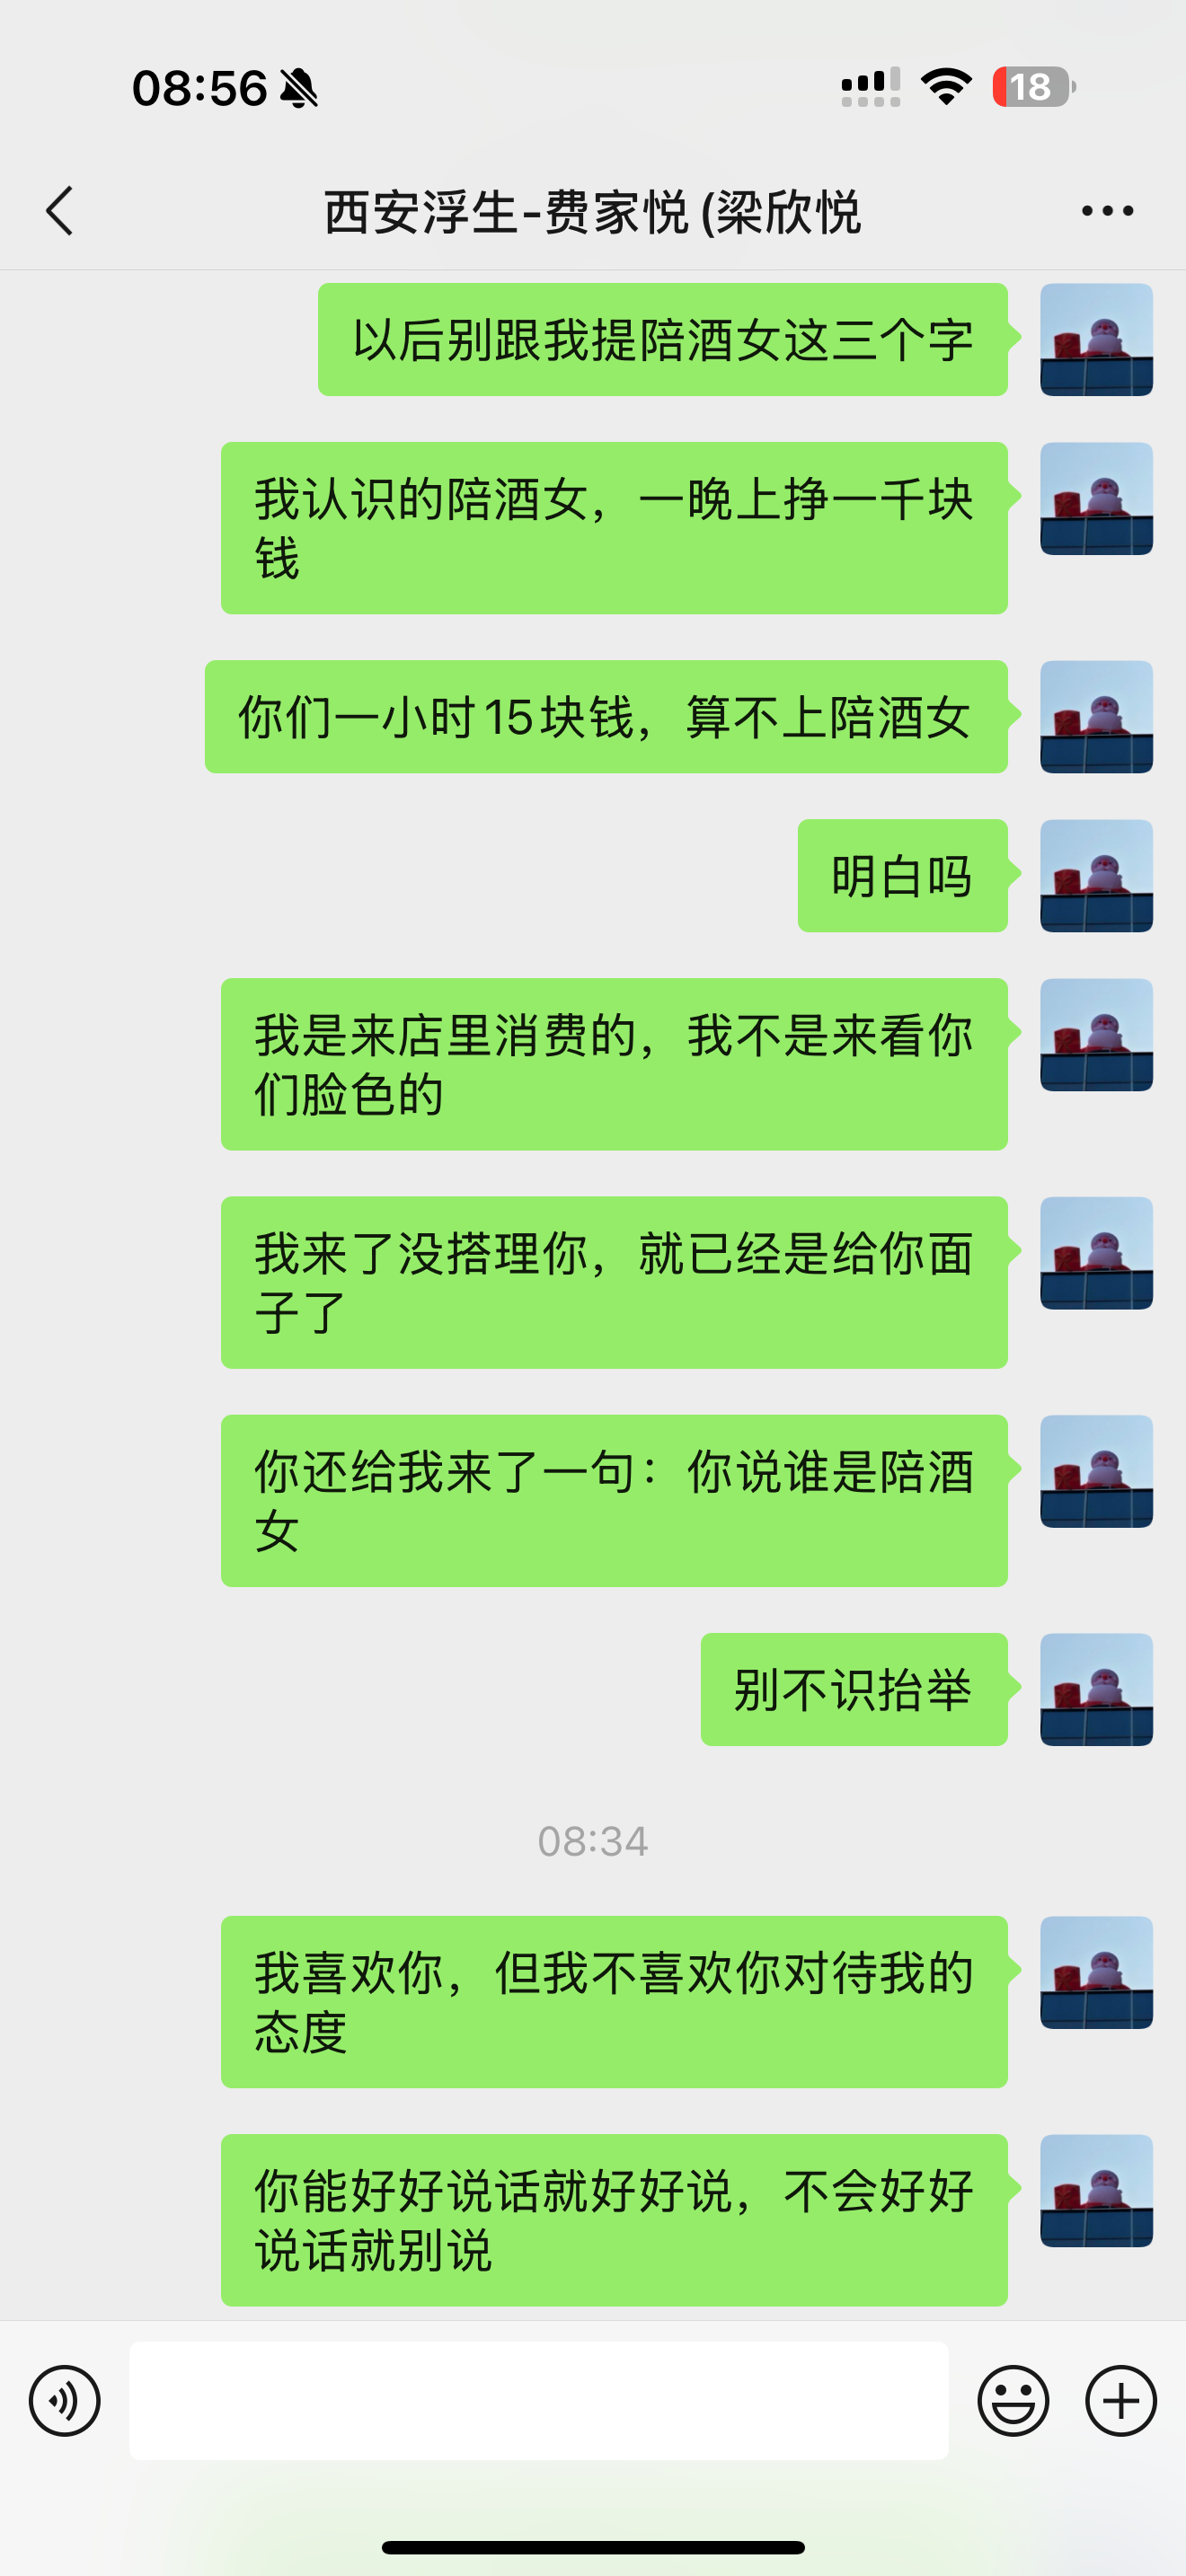 08:56
18
西安浮生-费家悦 (梁欣悦
以后别跟我提陪酒女这三个字
我认识的陪酒女，一晚上挣一千块
钱
你们一小时15块钱，算不上陪酒女
明白吗
我是来店里消费的，我不是来看你
们脸色的
我来了没搭理你，就已经是给你面
子了
你还给我来了一句：你说谁是陪酒
女
别不识抬举
08:34
我喜欢你，但我不喜欢你对待我的
态度
你能好好说话就好好说，不会好好
说话就别说